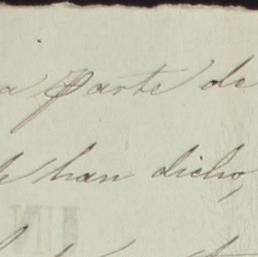 a parte de
le han dicho,